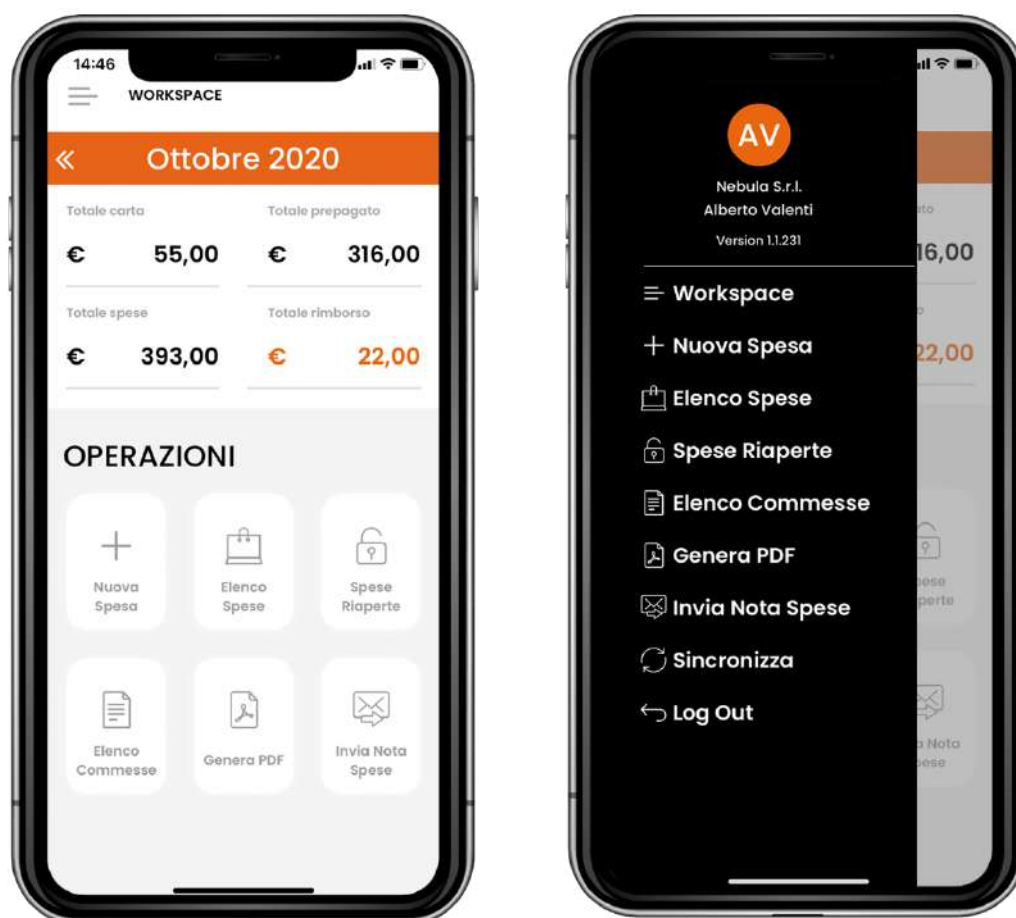 14:46
WORKSPACE
Ottobre 2020
Totale carta
Totale prepagato
€ 55,00
€ 316,00
Totale spese
Totale rimborso
€ 393,00
€ 22,00
OPERAZIONI
Nuova
Spesa
Elenco
Spese
Spese
Riaperte
Elenco
Commesse
Genera PDF
Invia Nota
Spese
AV
Nebula S.r.l.
Alberto Valenti
Version 1.1.231
Workspace
Nuova Spesa
Elenco Spese
Spese Riaperte
Elenco Commesse
Genera PDF
Invia Nota Spese
Sincronizza
Log Out
16,00
22,00